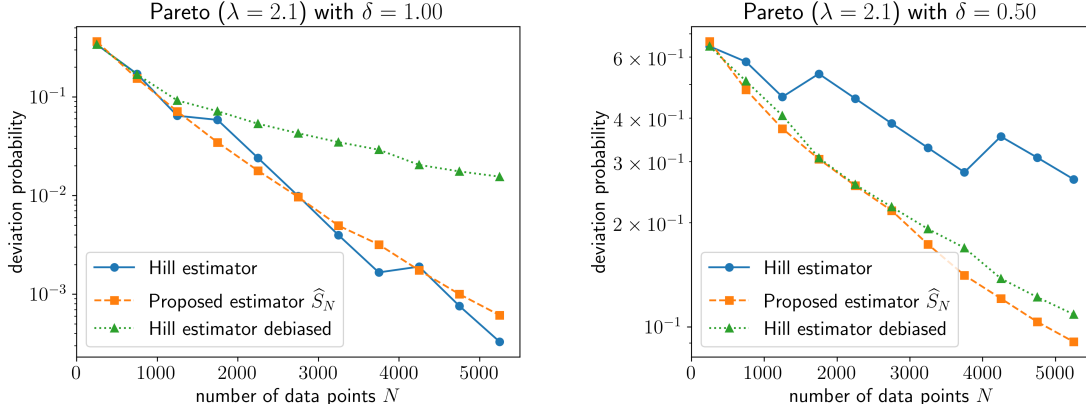 Pareto (λ = 2.1) with δ = 1.00
deviation probability
10⁻¹
10⁻²
10⁻³
Hill estimator
Proposed estimator Ŝ_N
Hill estimator debiased
0 1000 2000 3000 4000 5000
number of data points N
Pareto (λ = 2.1) with δ = 0.50
deviation probability
6 × 10⁻¹
4 × 10⁻¹
3 × 10⁻¹
2 × 10⁻¹
10⁻¹
Hill estimator
Proposed estimator Ŝ_N
Hill estimator debiased
0 1000 2000 3000 4000 5000
number of data points N